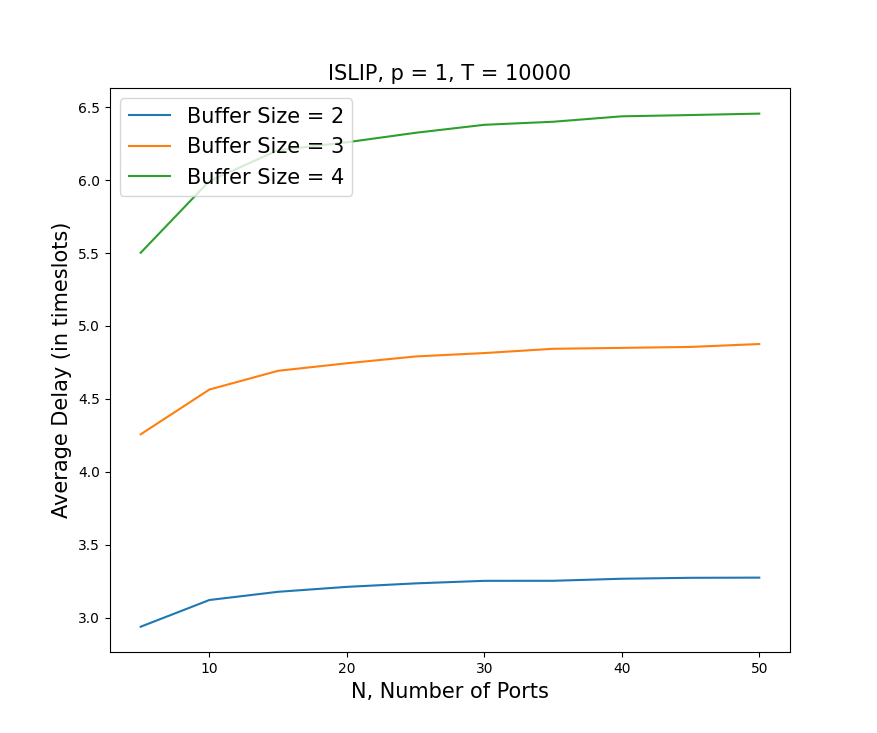 ISLIP, p = 1, T = 10000
Buffer Size = 2
Buffer Size = 3
Buffer Size = 4
Average Delay (in timeslots)
6.5
6.0
5.5
5.0
4.5
4.0
3.5
3.0
10 20 30 40 50
N, Number of Ports